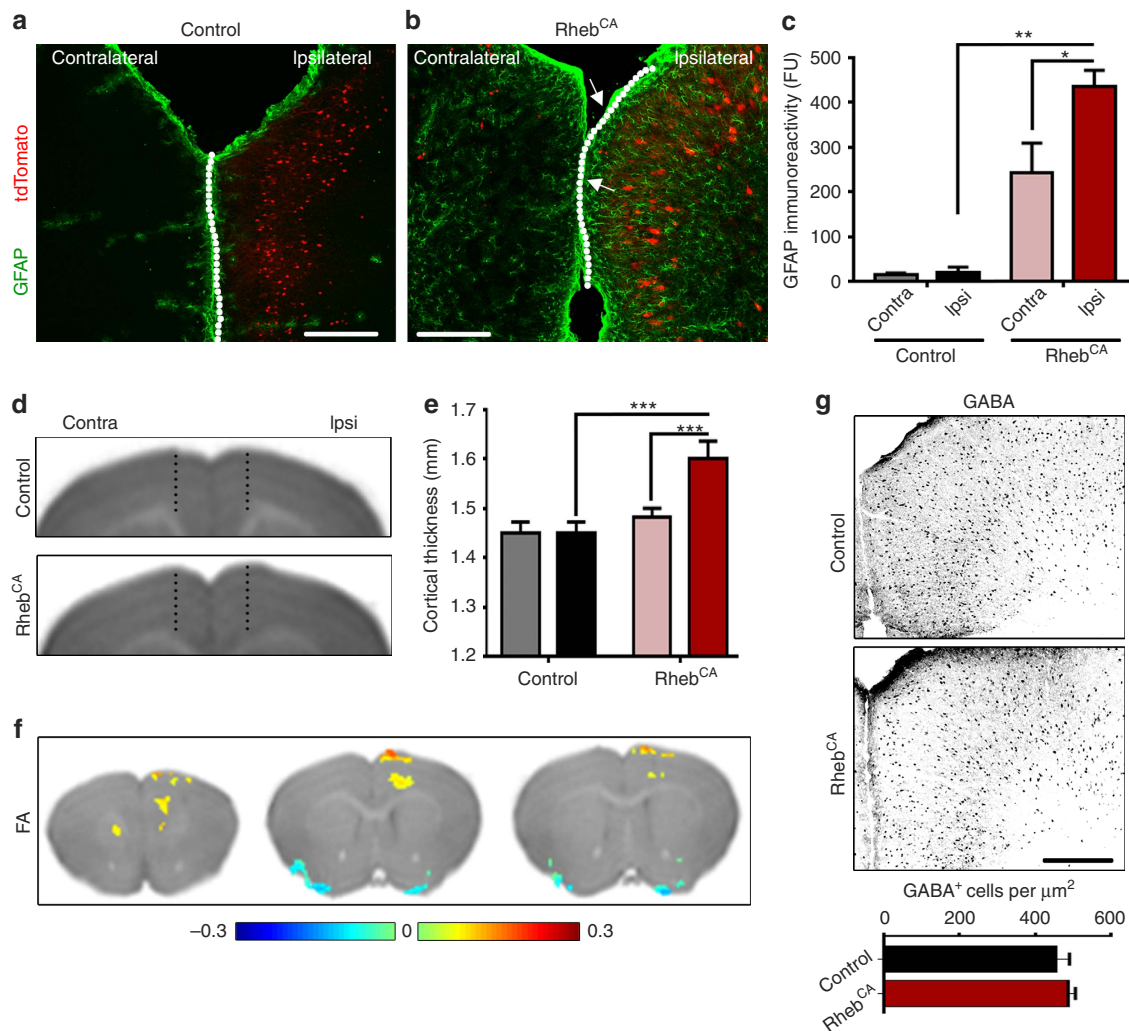 a
Control
Contralateral
Ipsilateral
GFAP
tdTomato
b
Rheb^CA
Contralateral
Ipsilateral
c
GFAP immunoreactivity (FU)
500
400
300
200
100
0
**
*
Contra
Ipsi
Contra
Ipsi
Control
Rheb^CA
d
Contra
Ipsi
Control
Rheb^CA
e
Cortical thickness (mm)
1.7
1.6
1.5
1.4
1.3
1.2
***
***
Control
Rheb^CA
f
FA
–0.3
0
0.3
g
GABA
Control
Rheb^CA
GABA⁺ cells per μm²
0
200
400
600
Control
Rheb^CA